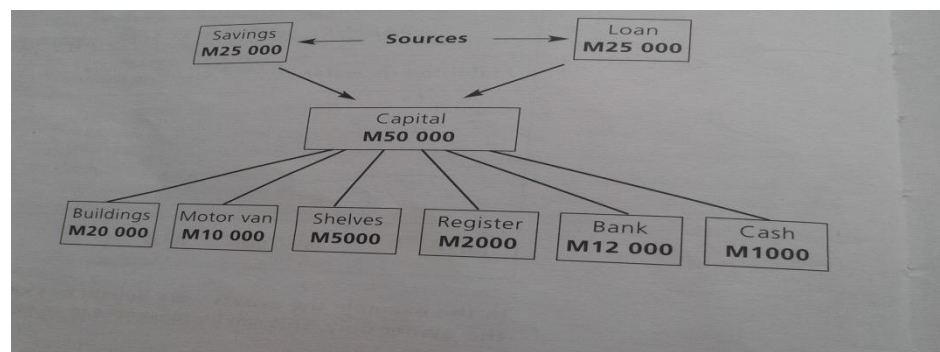 Savings
M25 000
Sources
Loan
M25 000
Capital
M50 000
Buildings
M20 000
Motor van
M10 000
Shelves
M5000
Register
M2000
Bank
M12 000
Cash
M1000